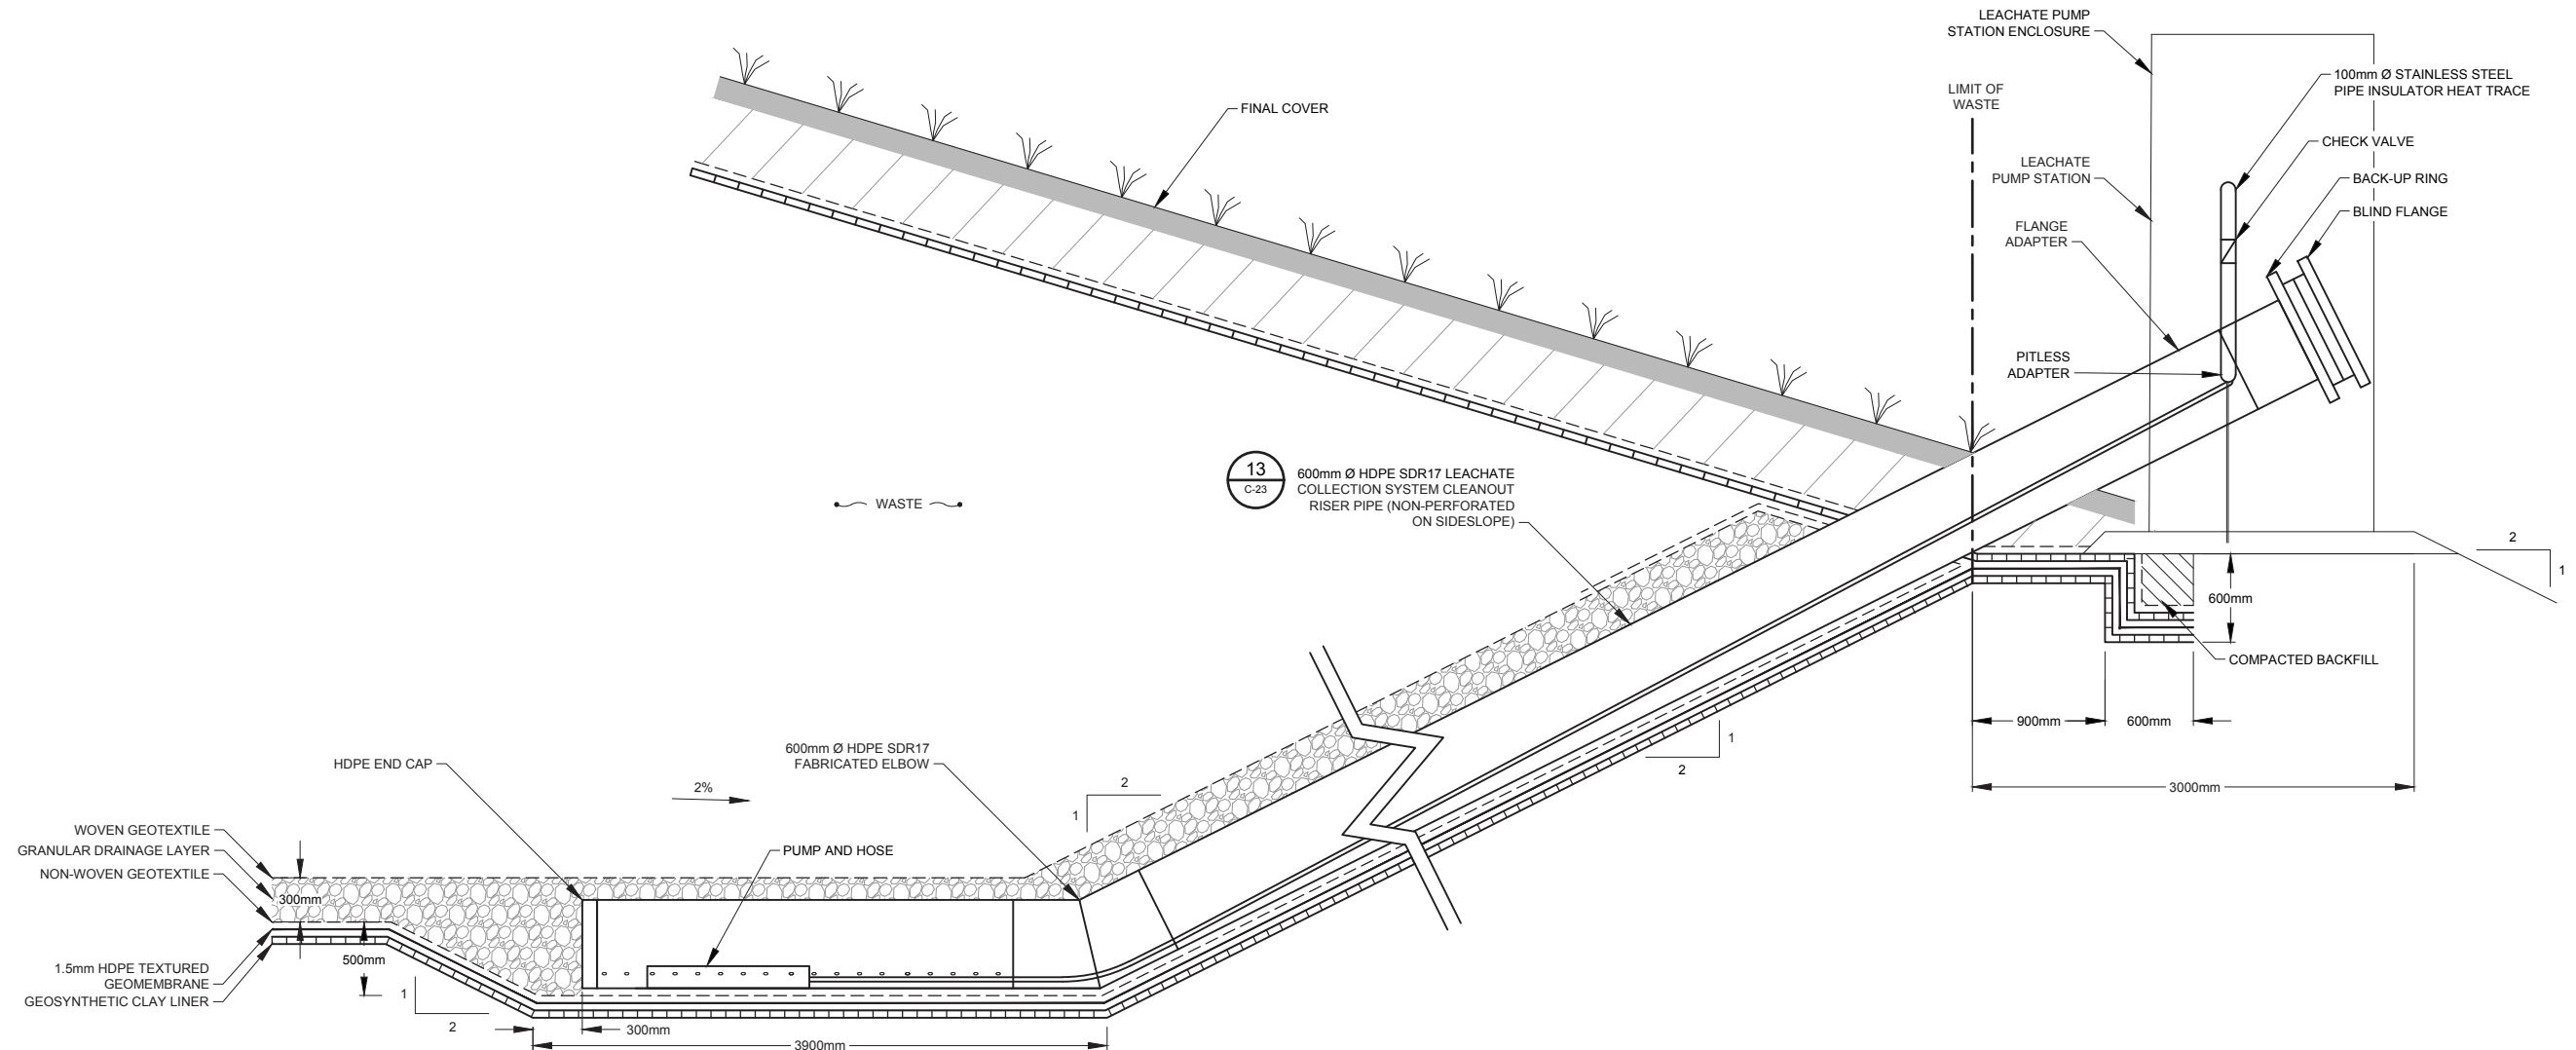 LEACHATE PUMP
STATION ENCLOSURE
100mm Ø STAINLESS STEEL
PIPE INSULATOR HEAT TRACE
LIMIT OF
WASTE
FINAL COVER
CHECK VALVE
LEACHATE
PUMP STATION
BACK-UP RING
BLIND FLANGE
FLANGE
ADAPTER
PITLESS
ADAPTER
13
C-23
600mm Ø HDPE SDR17 LEACHATE
COLLECTION SYSTEM CLEANOUT
RISER PIPE (NON-PERFORATED
ON SIDESLOPE)
WASTE
2
1
600mm
COMPACTED BACKFILL
900mm
600mm
3000mm
1
2
600mm Ø HDPE SDR17
FABRICATED ELBOW
HDPE END CAP
2%
2
1
WOVEN GEOTEXTILE
GRANULAR DRAINAGE LAYER
NON-WOVEN GEOTEXTILE
PUMP AND HOSE
300mm
500mm
1.5mm HDPE TEXTURED
GEOMEMBRANE
GEOSYNTHETIC CLAY LINER
1
2
300mm
3900mm